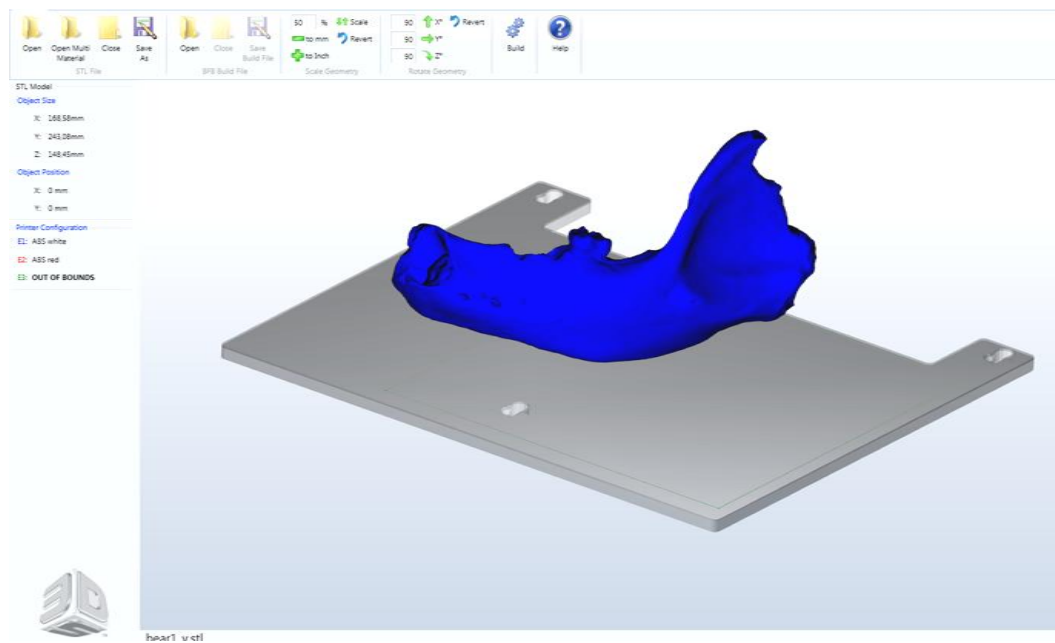 Open
Open Multi
Material
Close
Save
As
STL File
Open
Close
Save
Build File
BFB Build File
50 % Scale
to mm Revert
to Inch
Scale Geometry
90 X° Revert
90 Y°
90 Z°
Rotate Geometry
Build
Help
STL Model
Object Size
X: 168,58mm
Y: 243,08mm
Z: 148,45mm
Object Position
X: 0 mm
Y: 0 mm
Printer Configuration
E1: ABS white
E2: ABS red
E3: OUT OF BOUNDS
3DS
bear1_v.stl